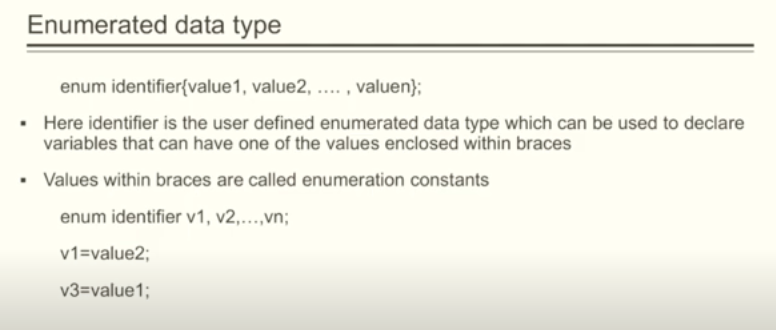 Enumerated data type
enum identifier{value1, value2, .... , valuen};
▪ Here identifier is the user defined enumerated data type which can be used to declare
variables that can have one of the values enclosed within braces
▪ Values within braces are called enumeration constants
enum identifier v1, v2,...,vn;
v1=value2;
v3=value1;